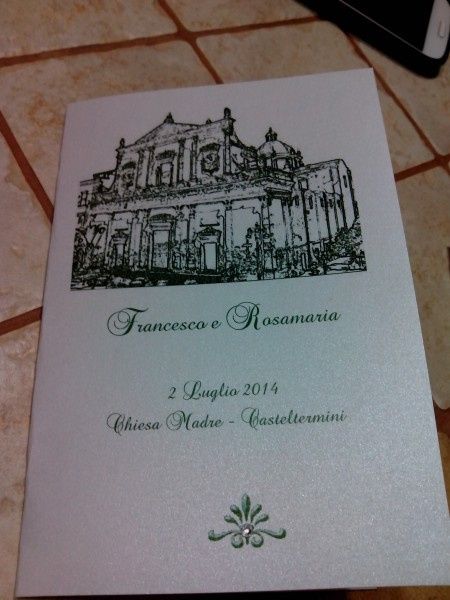 Francesco e Rosamaria
2 Luglio 2014
Chiesa Madre - Casteltermini